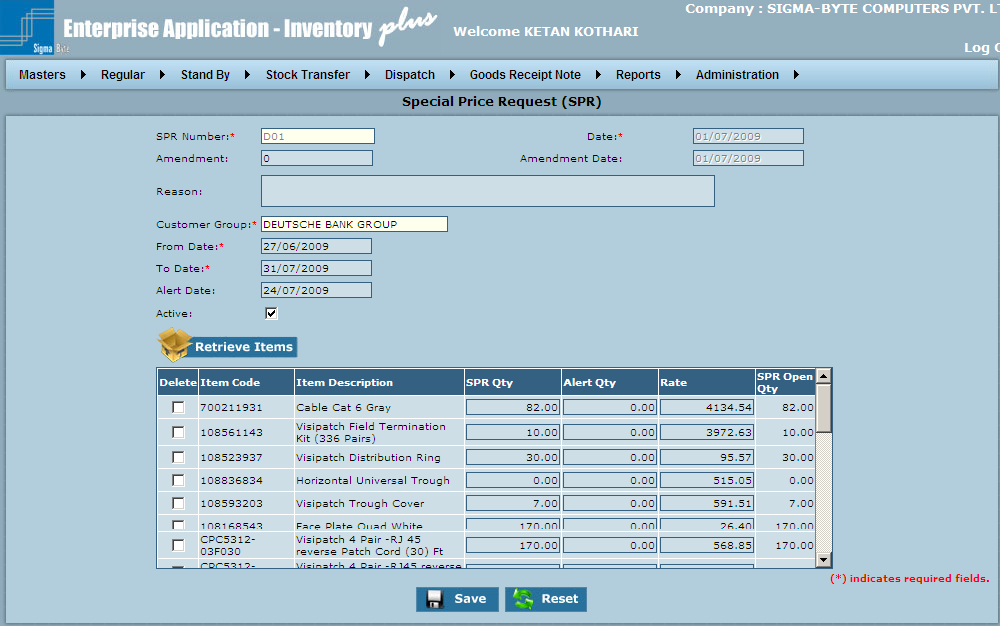 Company : SIGMA-BYTE COMPUTERS PVT. L
Enterprise Application - Inventory plus
Welcome KETAN KOTHARI
Sigma Byte
Log
Masters Regular Stand By Stock Transfer Dispatch Goods Receipt Note Reports Administration
Special Price Request (SPR)
SPR Number:* D01 Date:* 01/07/2009
Amendment: 0 Amendment Date: 01/07/2009
Reason:
Customer Group:* DEUTSCHE BANK GROUP
From Date:* 27/06/2009
To Date:* 31/07/2009
Alert Date: 24/07/2009
Active:
Retrieve Items
Delete Item Code Item Description SPR Qty Alert Qty Rate SPR Open
Qty
700211931 Cable Cat 6 Gray 82.00 0.00 4134.54 82.00
108561143 Visipatch Field Termination
Kit (336 Pairs) 10.00 0.00 3972.63 10.00
108523937 Visipatch Distribution Ring 30.00 0.00 95.57 30.00
108836834 Horizontal Universal Trough 0.00 0.00 515.05 0.00
108593203 Visipatch Trough Cover 7.00 0.00 591.51 7.00
108168543 Face Plate Quad White 170.00 0.00 26.40 170.00
CPC5312-
03F030 Visipatch 4 Pair -RJ 45
reverse Patch Cord (30) Ft 170.00 0.00 568.85 170.00
CPC5312- Visipatch 4 Pair -RJ45 reverse
(*) indicates required fields.
Save Reset